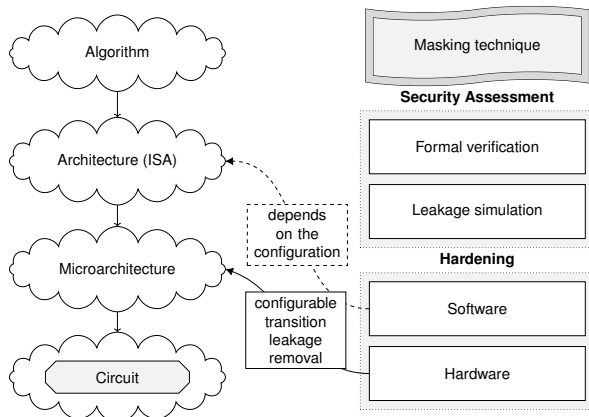 Algorithm
Architecture (ISA)
Microarchitecture
Circuit
depends
on the
configuration
configurable
transition
leakage
removal
Masking technique
Security Assessment
Formal verification
Leakage simulation
Hardening
Software
Hardware